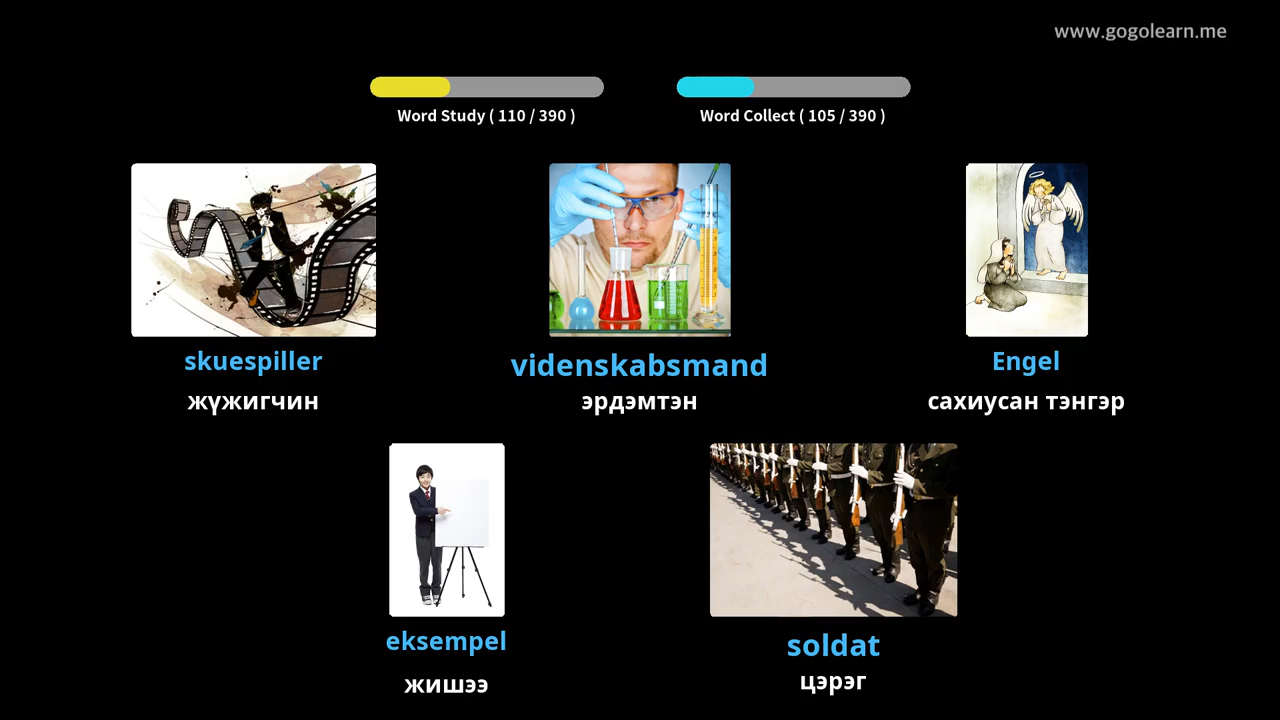 www.gogolearn.me
Word Study ( 110 / 390 )
Word Collect ( 105 / 390 )
skuespiller
жүжигчин
videnskabsmand
эрдэмтэн
Engel
сахиусан тэнгэр
eksempel
жишээ
soldat
цэрэг